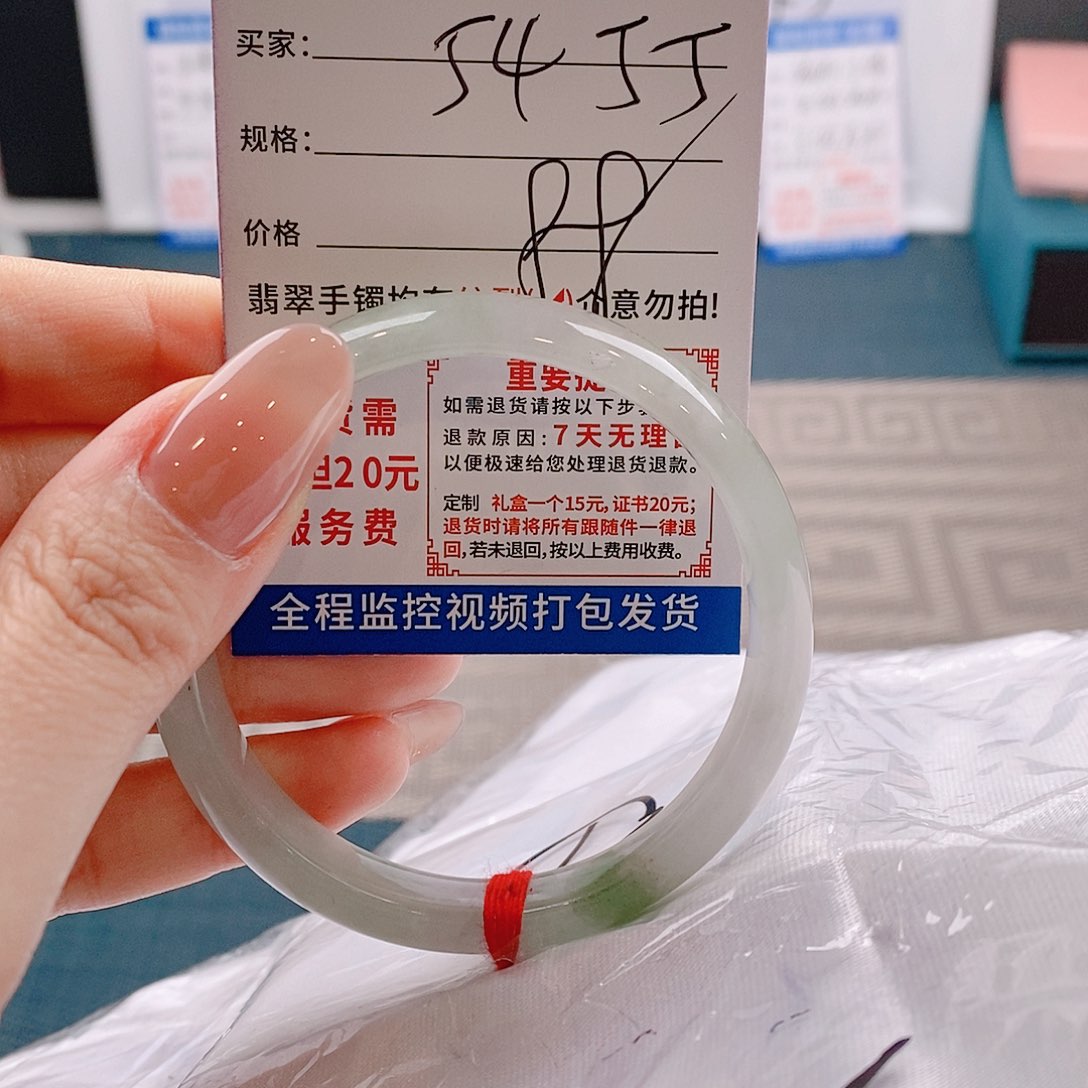 买家: 54JJ
规格:
价格
翡翠手镯均有 意勿拍!
需
20元
服务费
重要提
如需退货请按以下步
退款原因: 7天无理
以便极速给您处理退货退款。
定制 礼盒一个15元, 证书20元;
退货时请将所有跟随件一律退
回, 若未退回, 按以上费用收费。
全程监控视频打包发货